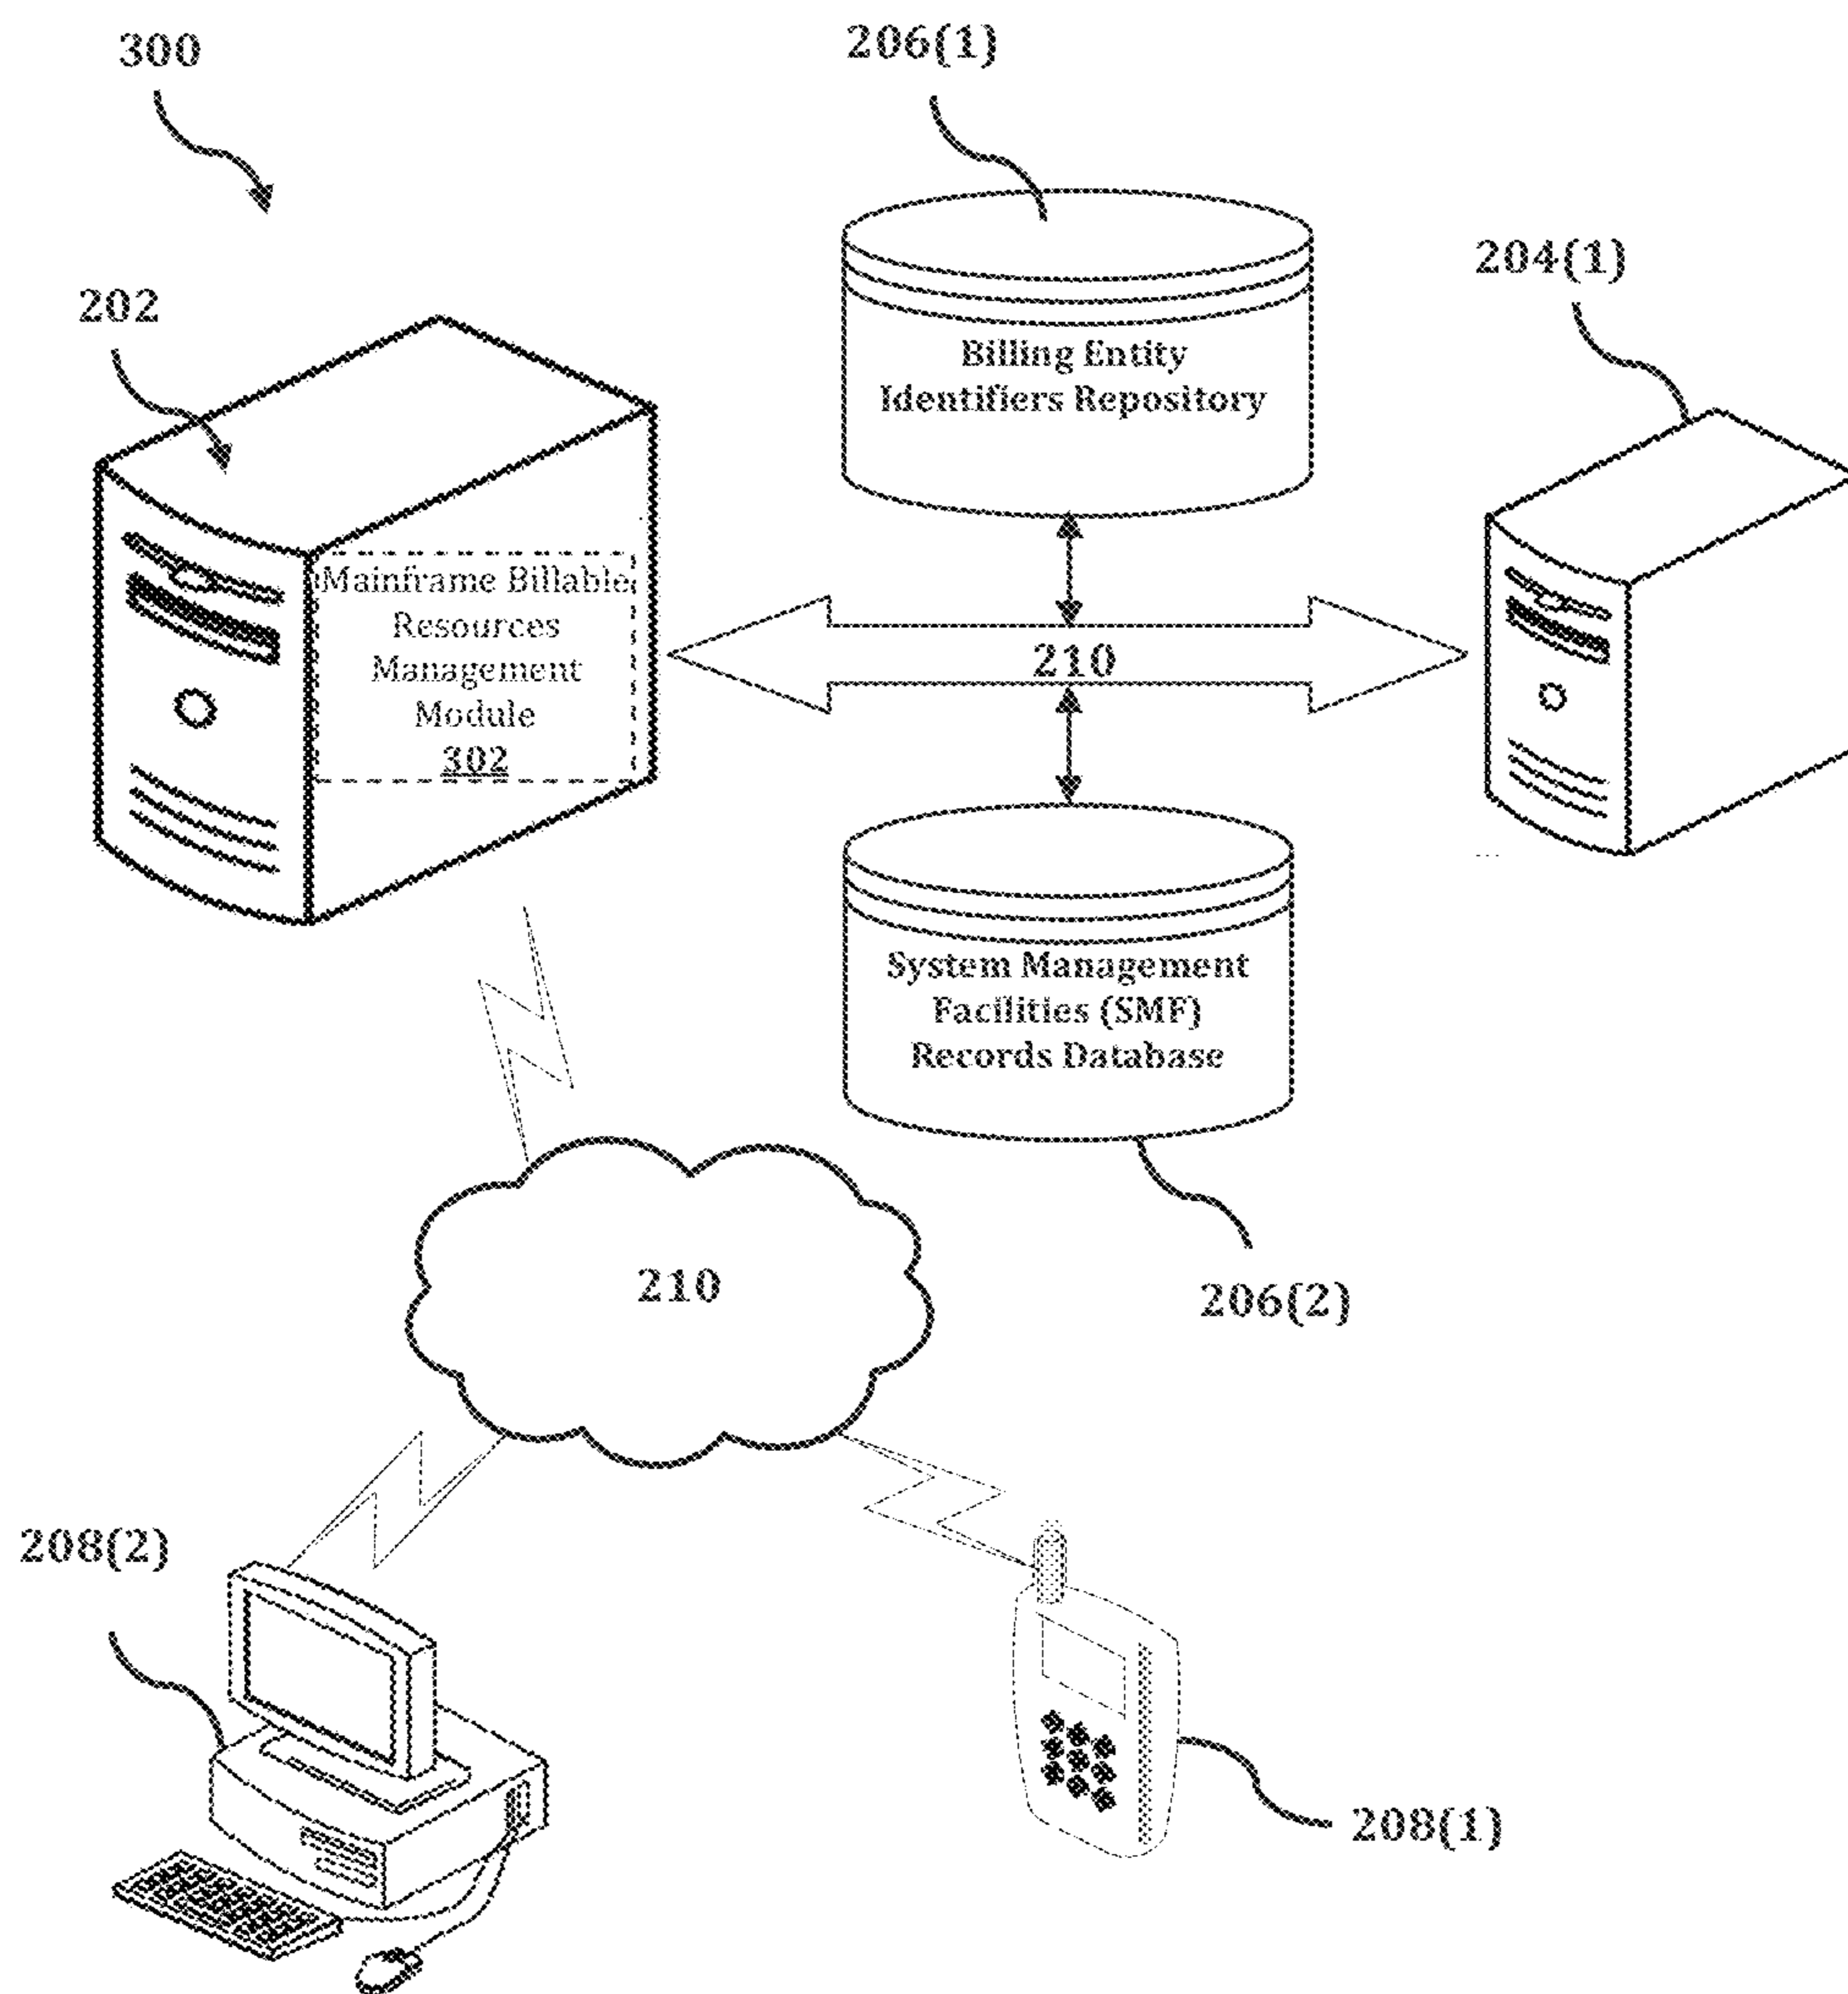 300
206(1)
204(1)
202
Billing Entity
Identifiers Repository
Mainframe Billable
Resources
Management
Module
302
210
System Management
Facilities (SMF)
Records Database
210
206(2)
208(2)
208(1)